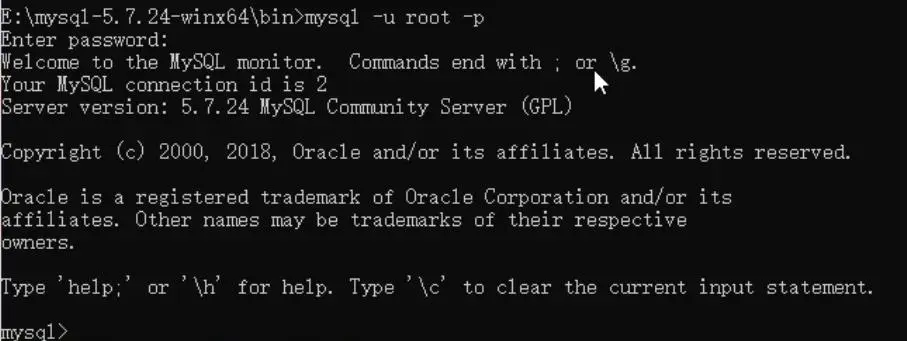 E:\mysql-5.7.24-winx64\bin>mysql -u root -p
Enter password:
Welcome to the MySQL monitor.  Commands end with ; or \g.
Your MySQL connection id is 2
Server version: 5.7.24 MySQL Community Server (GPL)
Copyright (c) 2000, 2018, Oracle and/or its affiliates. All rights reserved.
Oracle is a registered trademark of Oracle Corporation and/or its
affiliates. Other names may be trademarks of their respective
owners.
Type 'help;' or '\h' for help. Type '\c' to clear the current input statement.
mysql>